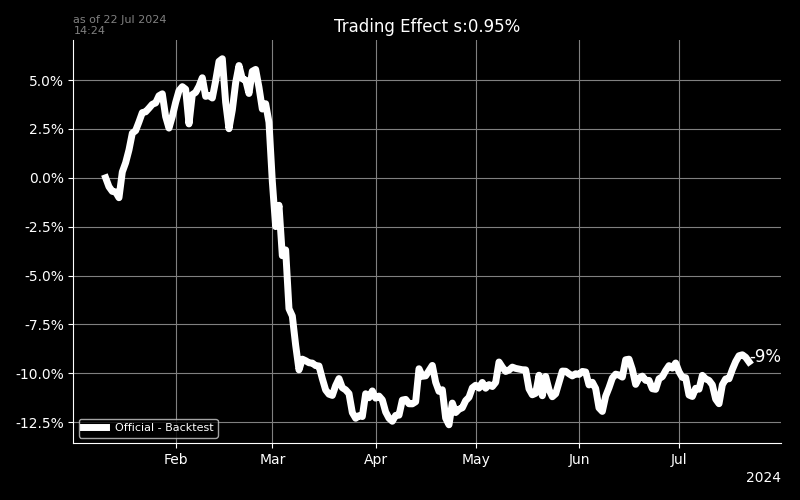 as of 22 Jul 2024
14:24
Trading Effect s:0.95%
5.0%
2.5%
0.0%
-2.5%
-5.0%
-7.5%
-10.0%
-12.5%
-9%
Official - Backtest
Feb Mar Apr May Jun Jul
2024